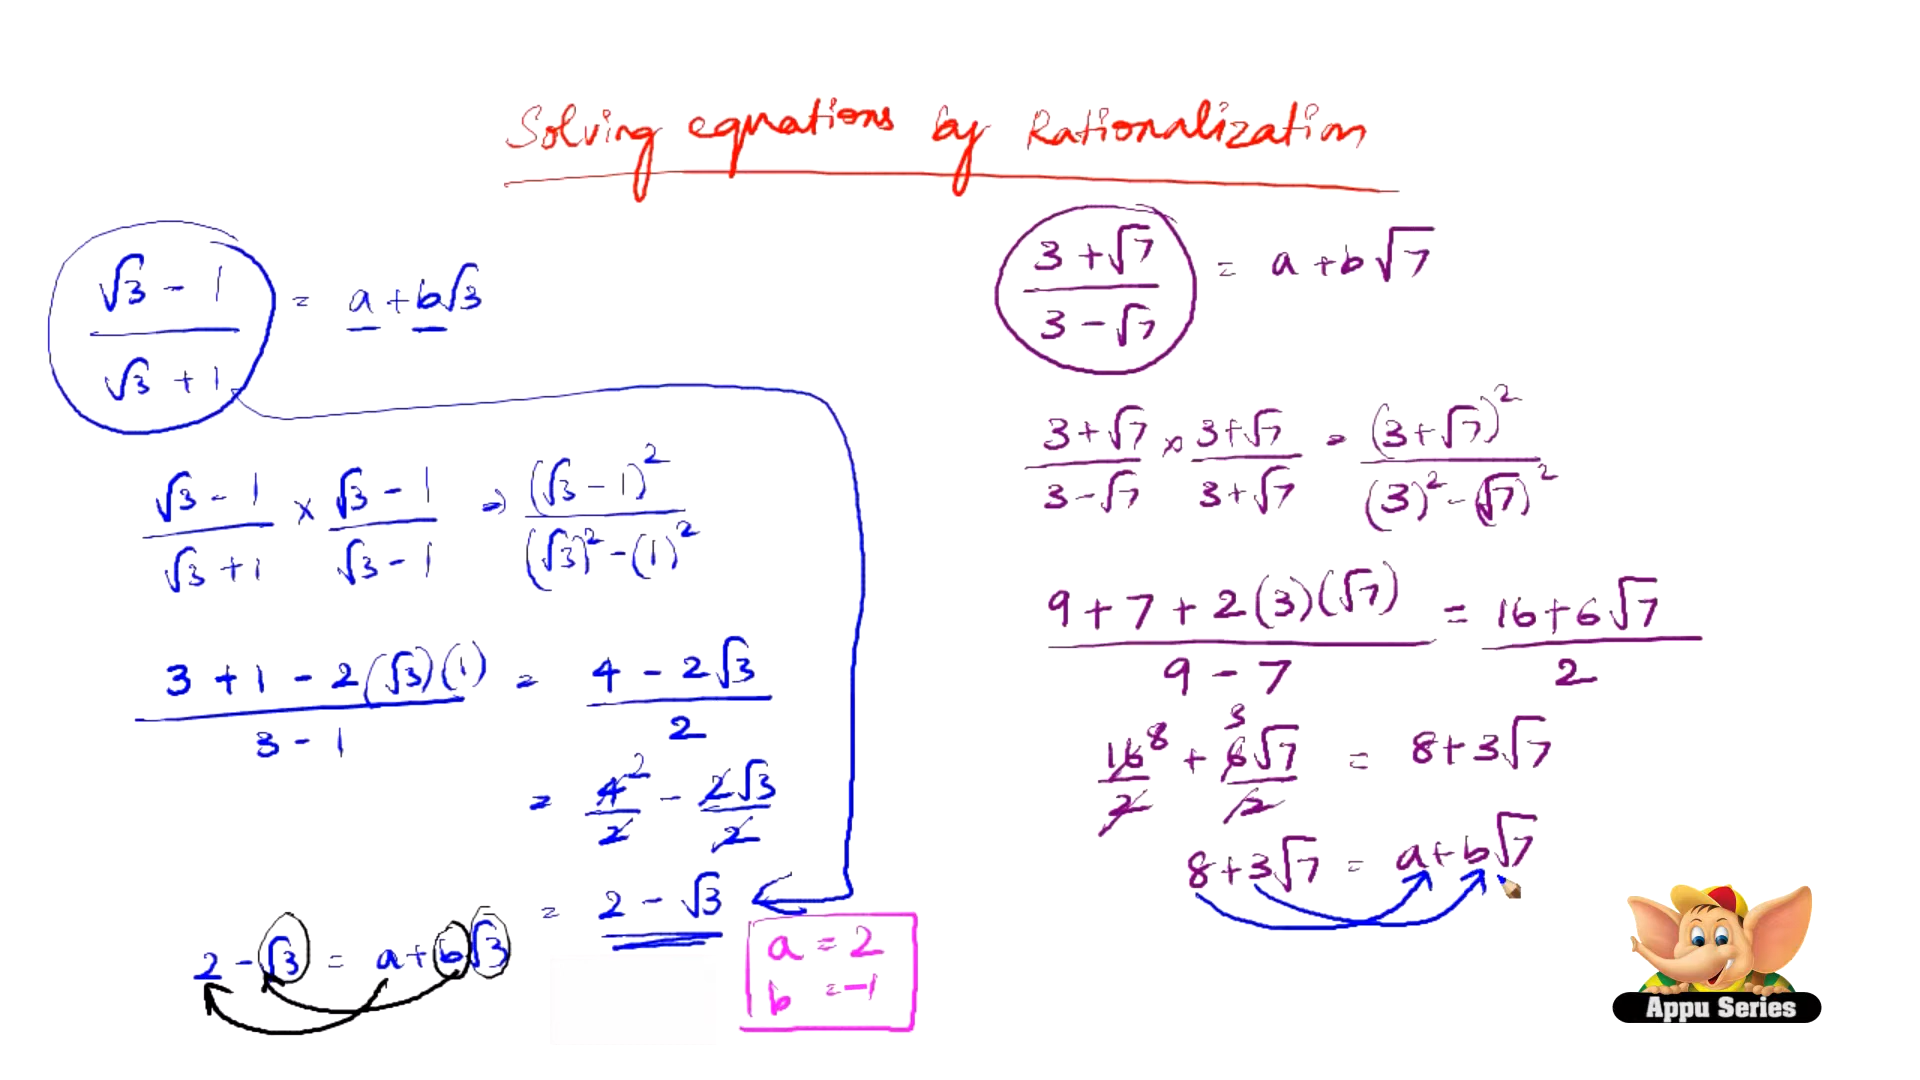 Solving equations by Rationalization
(√3 - 1)/(√3 + 1) = a + b√3
(√3 - 1)/(√3 + 1) × (√3 - 1)/(√3 - 1) ⇒ (√3 - 1)²/((√3)² - (1)²)
(3 + 1 - 2(√3)(1))/(3 - 1) = (4 - 2√3)/2
= 4²/2 - 2√3/2
= 2 - √3
2 - √3 = a + b√3
a = 2
b = -1
(3 + √7)/(3 - √7) = a + b√7
(3 + √7)/(3 - √7) × (3 + √7)/(3 + √7) = (3 + √7)²/((3)² - (√7)²)
(9 + 7 + 2(3)(√7))/(9 - 7) = (16 + 6√7)/2
16 8/2 + 3 6√7/2 = 8 + 3√7
8 + 3√7 = a + b√7
Appu Series